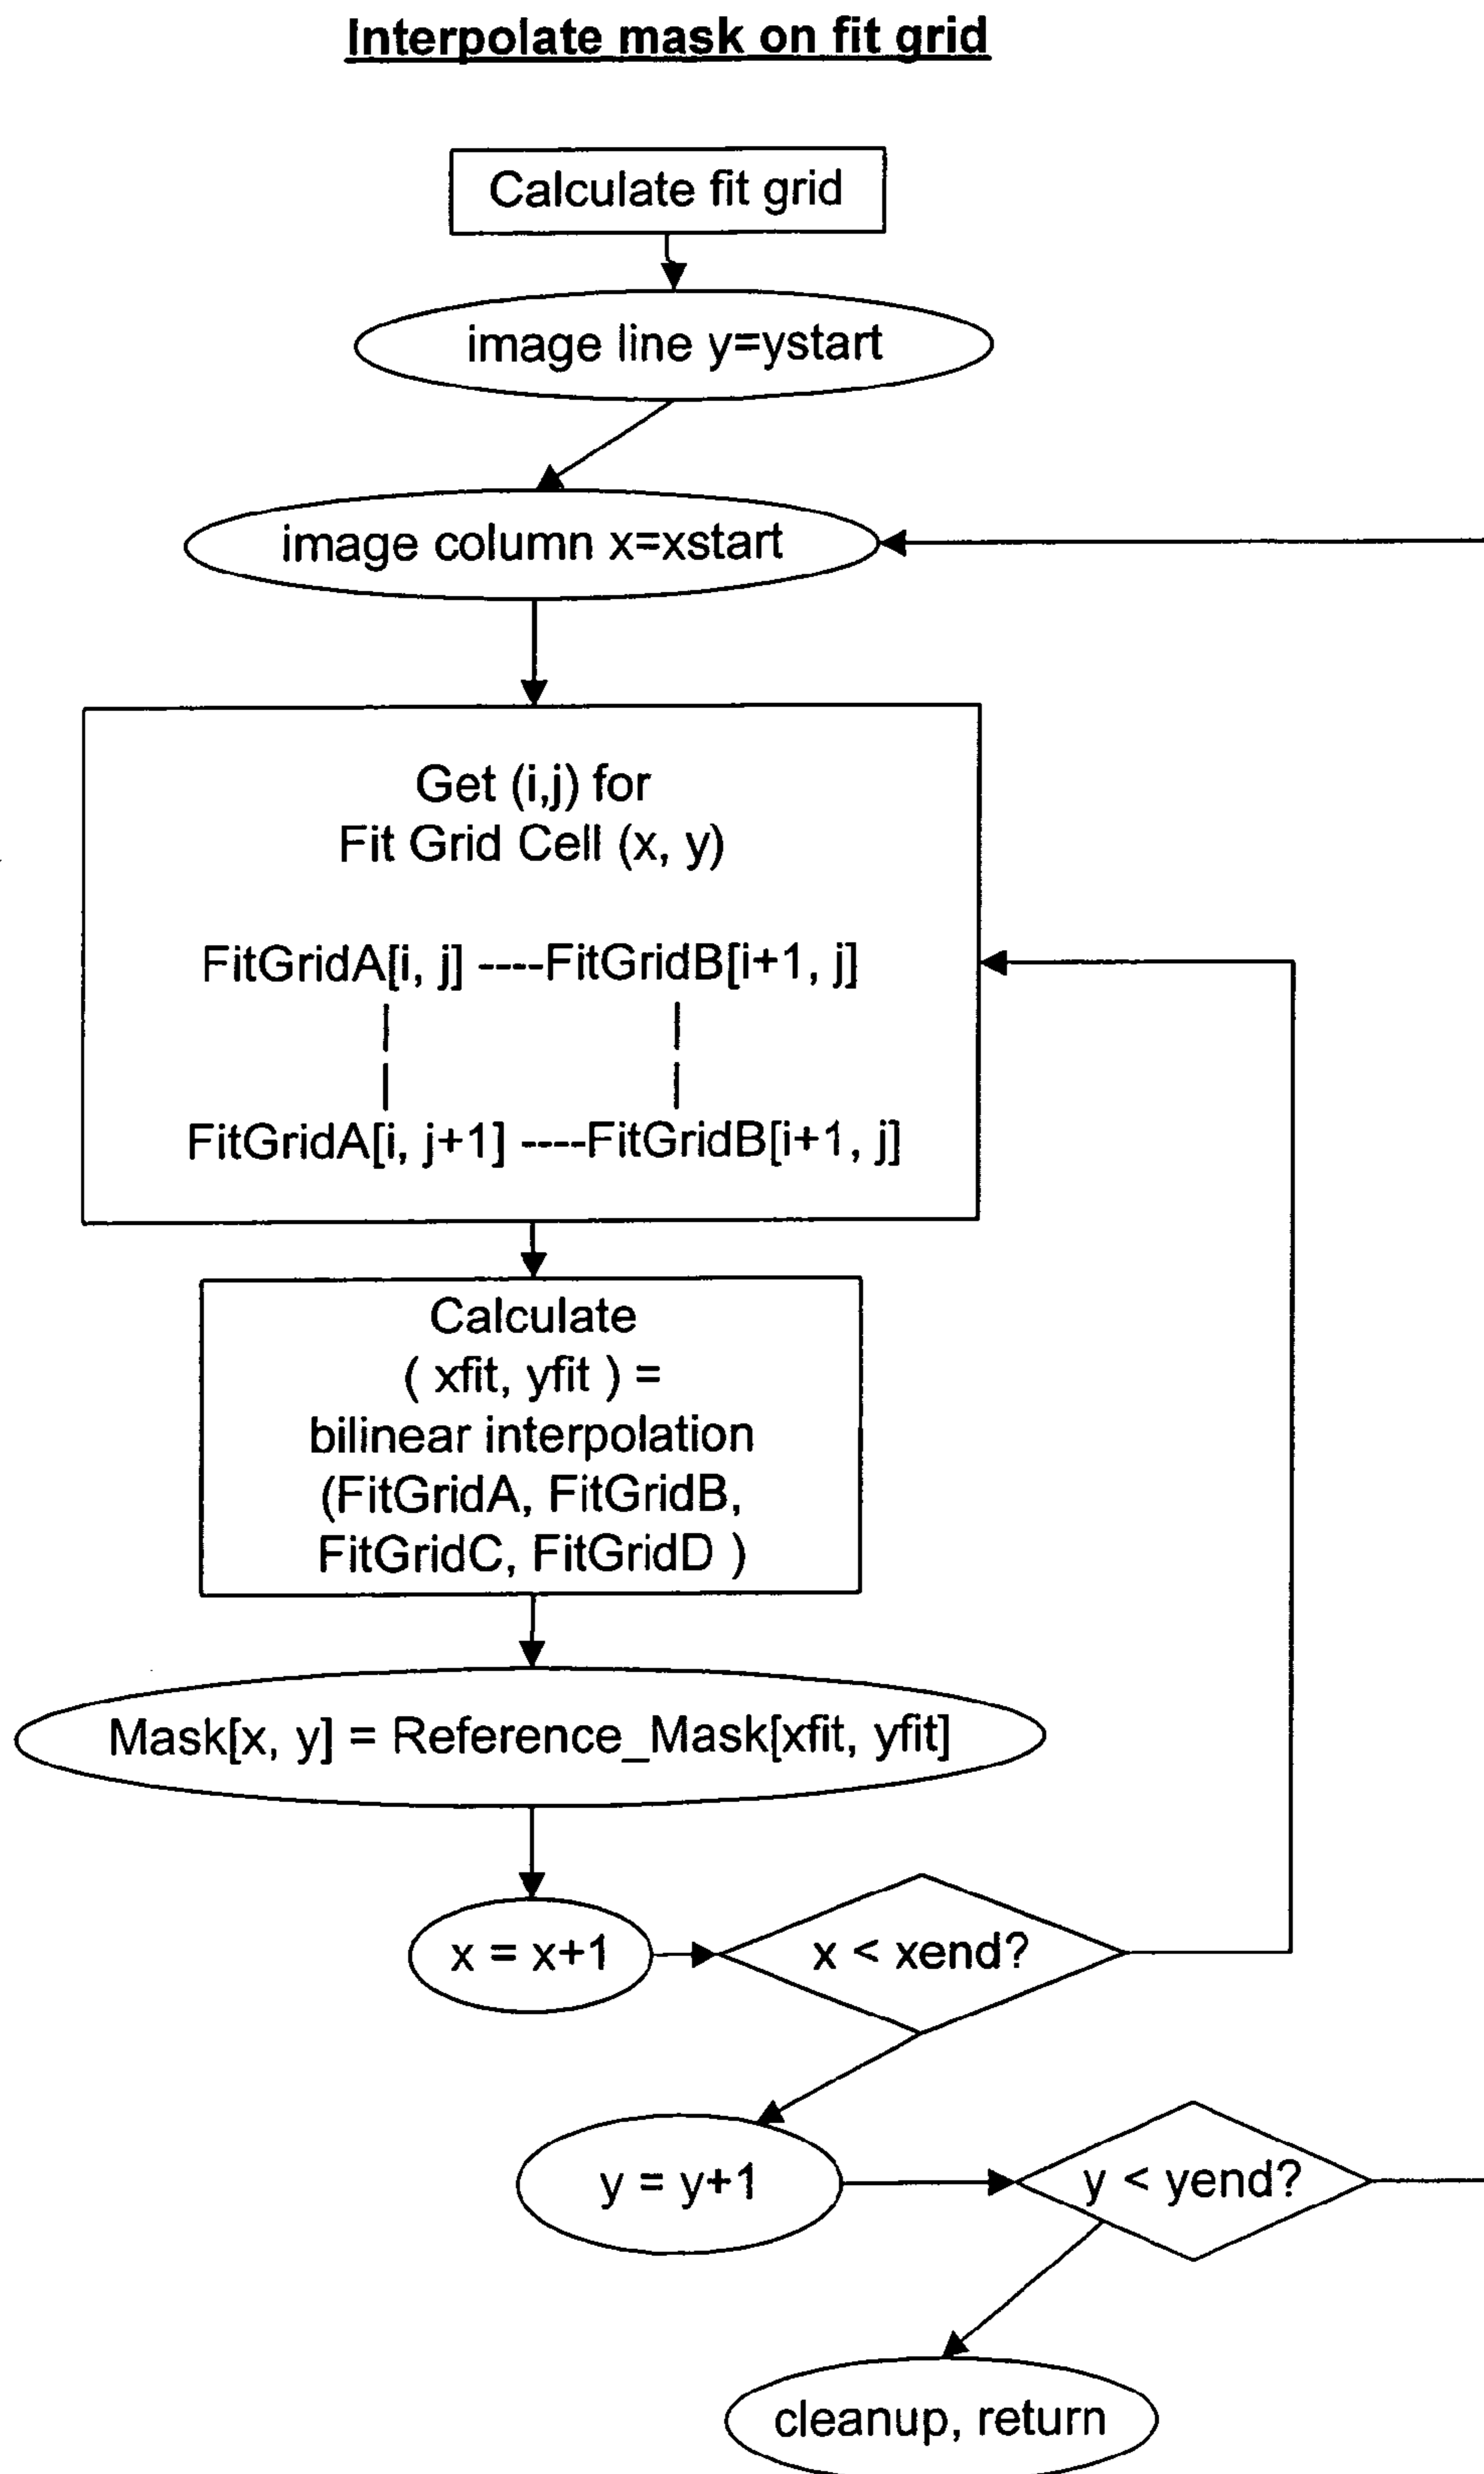 Interpolate mask on fit grid
Calculate fit grid
image line y=ystart
image column x=xstart
Get (i,j) for
Fit Grid Cell (x, y)
FitGridA[i, j] ----FitGridB[i+1, j]
| |
| |
FitGridA[i, j+1] ----FitGridB[i+1, j]
Calculate
( xfit, yfit ) =
bilinear interpolation
(FitGridA, FitGridB,
FitGridC, FitGridD )
Mask[x, y] = Reference_Mask[xfit, yfit]
x = x+1
x < xend?
y = y+1
y < yend?
cleanup, return